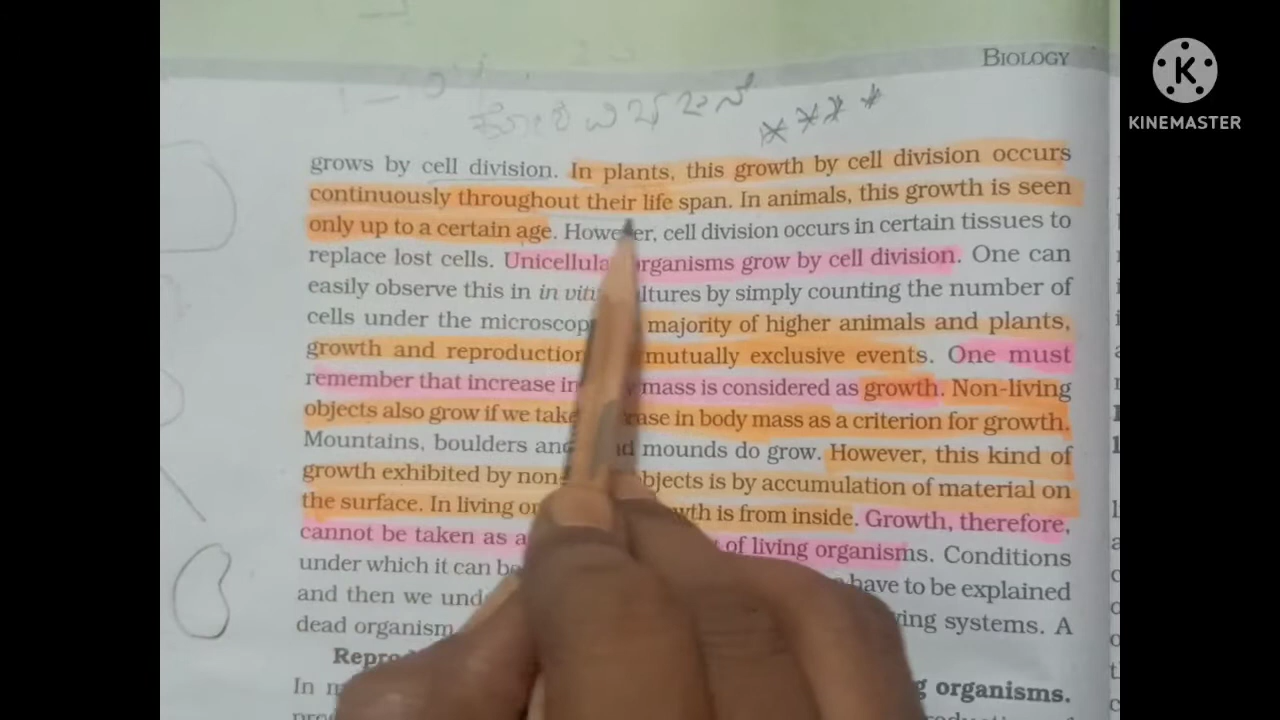 BIOLOGY
KINEMASTER
ಕೋಶ ವಿಭಜನೆ ****
grows by cell division. In plants, this growth by cell division occurs
continuously throughout their life span. In animals, this growth is seen
only up to a certain age. However, cell division occurs in certain tissues to
replace lost cells. Unicellular organisms grow by cell division. One can
easily observe this in in vitro cultures by simply counting the number of
cells under the microscop majority of higher animals and plants,
growth and reproduction mutually exclusive events. One must
remember that increase in mass is considered as growth. Non-living
objects also grow if we take in body mass as a criterion for growth.
Mountains, boulders and mounds do grow. However, this kind of
growth exhibited by non- objects is by accumulation of material on
the surface. In living growth is from inside. Growth, therefore,
cannot be taken as a of living organisms. Conditions
under which it can be have to be explained
and then we living systems. A
dead organism
organisms.
In